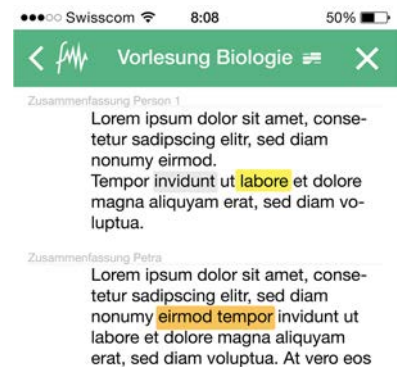 Swisscom 8:08 50%
Vorlesung Biologie
Zusammenfassung Person 1
Lorem ipsum dolor sit amet, conse-
tetur sadipscing elitr, sed diam
nonumy eirmod.
Tempor invidunt ut labore et dolore
magna aliquyam erat, sed diam vo-
luptua.
Zusammenfassung Petra
Lorem ipsum dolor sit amet, conse-
tetur sadipscing elitr, sed diam
nonumy eirmod tempor invidunt ut
labore et dolore magna aliquyam
erat, sed diam voluptua. At vero eos